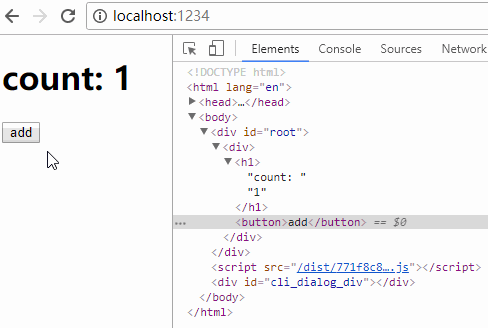 localhost:1234
count: 1
add
Elements Console Sources Network
<!DOCTYPE html>
<html lang="en">
<head>…</head>
<body>
<div id="root">
<div>
<h1>
"count: "
"1"
</h1>
… <button>add</button> == $0
</div>
</div>
<script src="/dist/771f8c8….js"></script>
<div id="cli_dialog_div"></div>
</body>
</html>